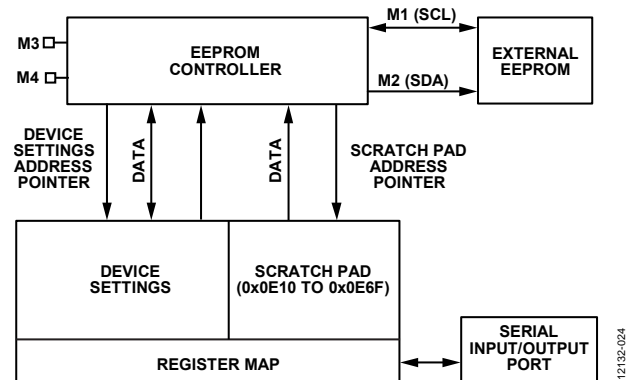 M1 (SCL)
M3
M4
EEPROM
CONTROLLER
EXTERNAL
EEPROM
M2 (SDA)
DEVICE
SETTINGS
ADDRESS
POINTER
DATA
DATA
SCRATCH PAD
ADDRESS
POINTER
DEVICE
SETTINGS
SCRATCH PAD
(0x0E10 TO 0x0E6F)
REGISTER MAP
SERIAL
INPUT/OUTPUT
PORT
12132-024